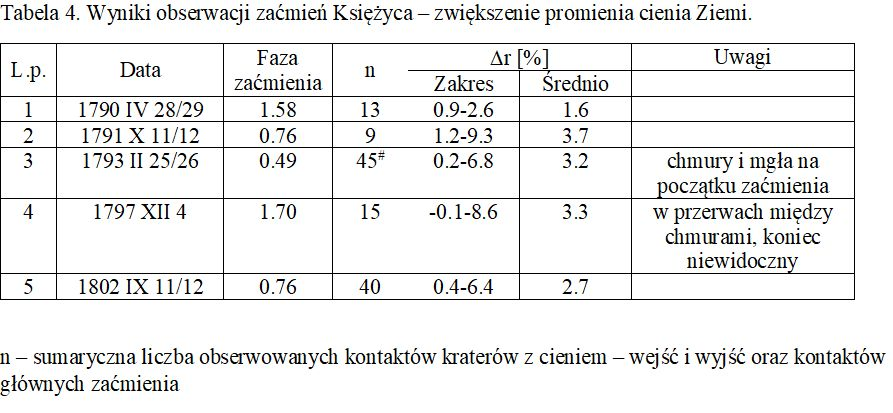 Tabela 4. Wyniki obserwacji zaćmień Księżyca – zwiększenie promienia cienia Ziemi.
L.p. Data Faza zaćmienia n Δr [%] Uwagi
Zakres Średnio
1 1790 IV 28/29 1.58 13 0.9-2.6 1.6
2 1791 X 11/12 0.76 9 1.2-9.3 3.7
3 1793 II 25/26 0.49 45# 0.2-6.8 3.2 chmury i mgła na
początku zaćmienia
4 1797 XII 4 1.70 15 -0.1-8.6 3.3 w przerwach między
chmurami, koniec
niewidoczny
5 1802 IX 11/12 0.76 40 0.4-6.4 2.7
n – sumaryczna liczba obserwowanych kontaktów kraterów z cieniem – wejść i wyjść oraz kontaktów
głównych zaćmienia